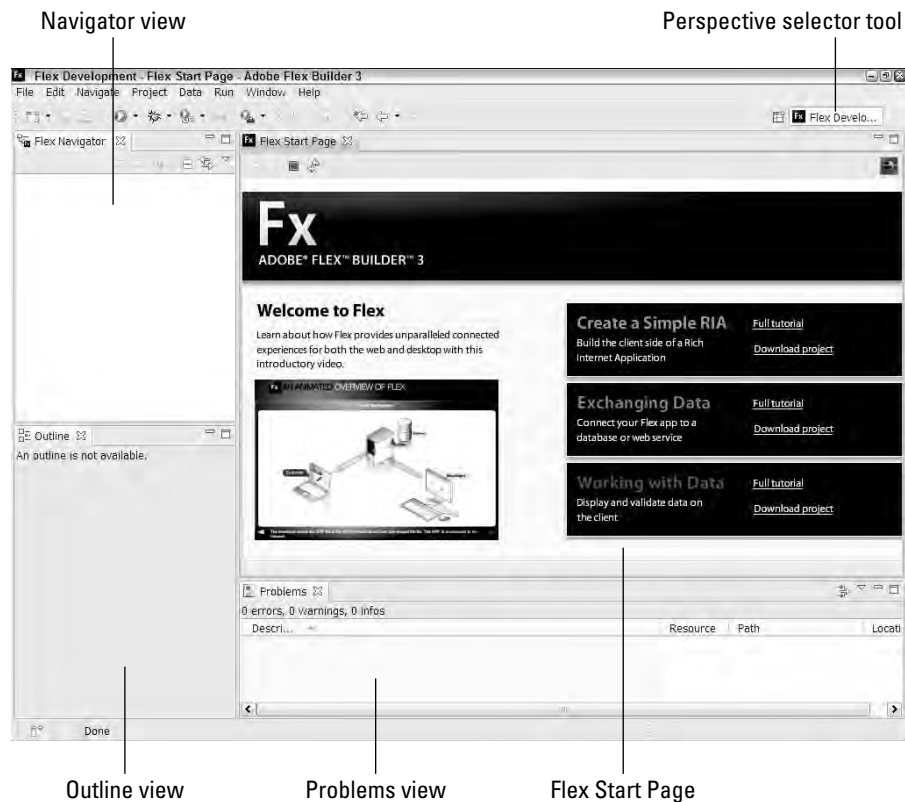 Navigator view
Perspective selector tool
Fx Flex Development - Flex Start Page - Adobe Flex Builder 3
File Edit Navigate Project Data Run Window Help
Fx Flex Develo...
Flex Navigator
Fx Flex Start Page
Fx
ADOBE® FLEX™ BUILDER™ 3
Welcome to Flex
Learn about how Flex provides unparalleled connected
experiences for both the web and desktop with this
introductory video.
Fx AN ANIMATED OVERVIEW OF FLEX
Create a Simple RIA
Build the client side of a Rich
Internet Application
Full tutorial
Download project
Exchanging Data
Connect your Flex app to a
database or web service
Full tutorial
Download project
Working with Data
Display and validate data on
the client
Full tutorial
Download project
Outline
An outline is not available.
Problems
0 errors, 0 warnings, 0 infos
Descri... Resource Path Locati
Done
Outline view
Problems view
Flex Start Page